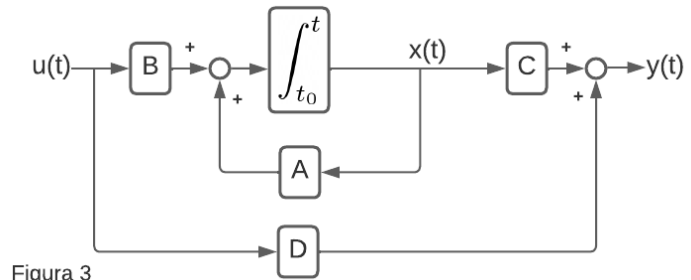 u(t) B + + ∫ t t₀ x(t) C + + y(t)
A
D
Figura 3